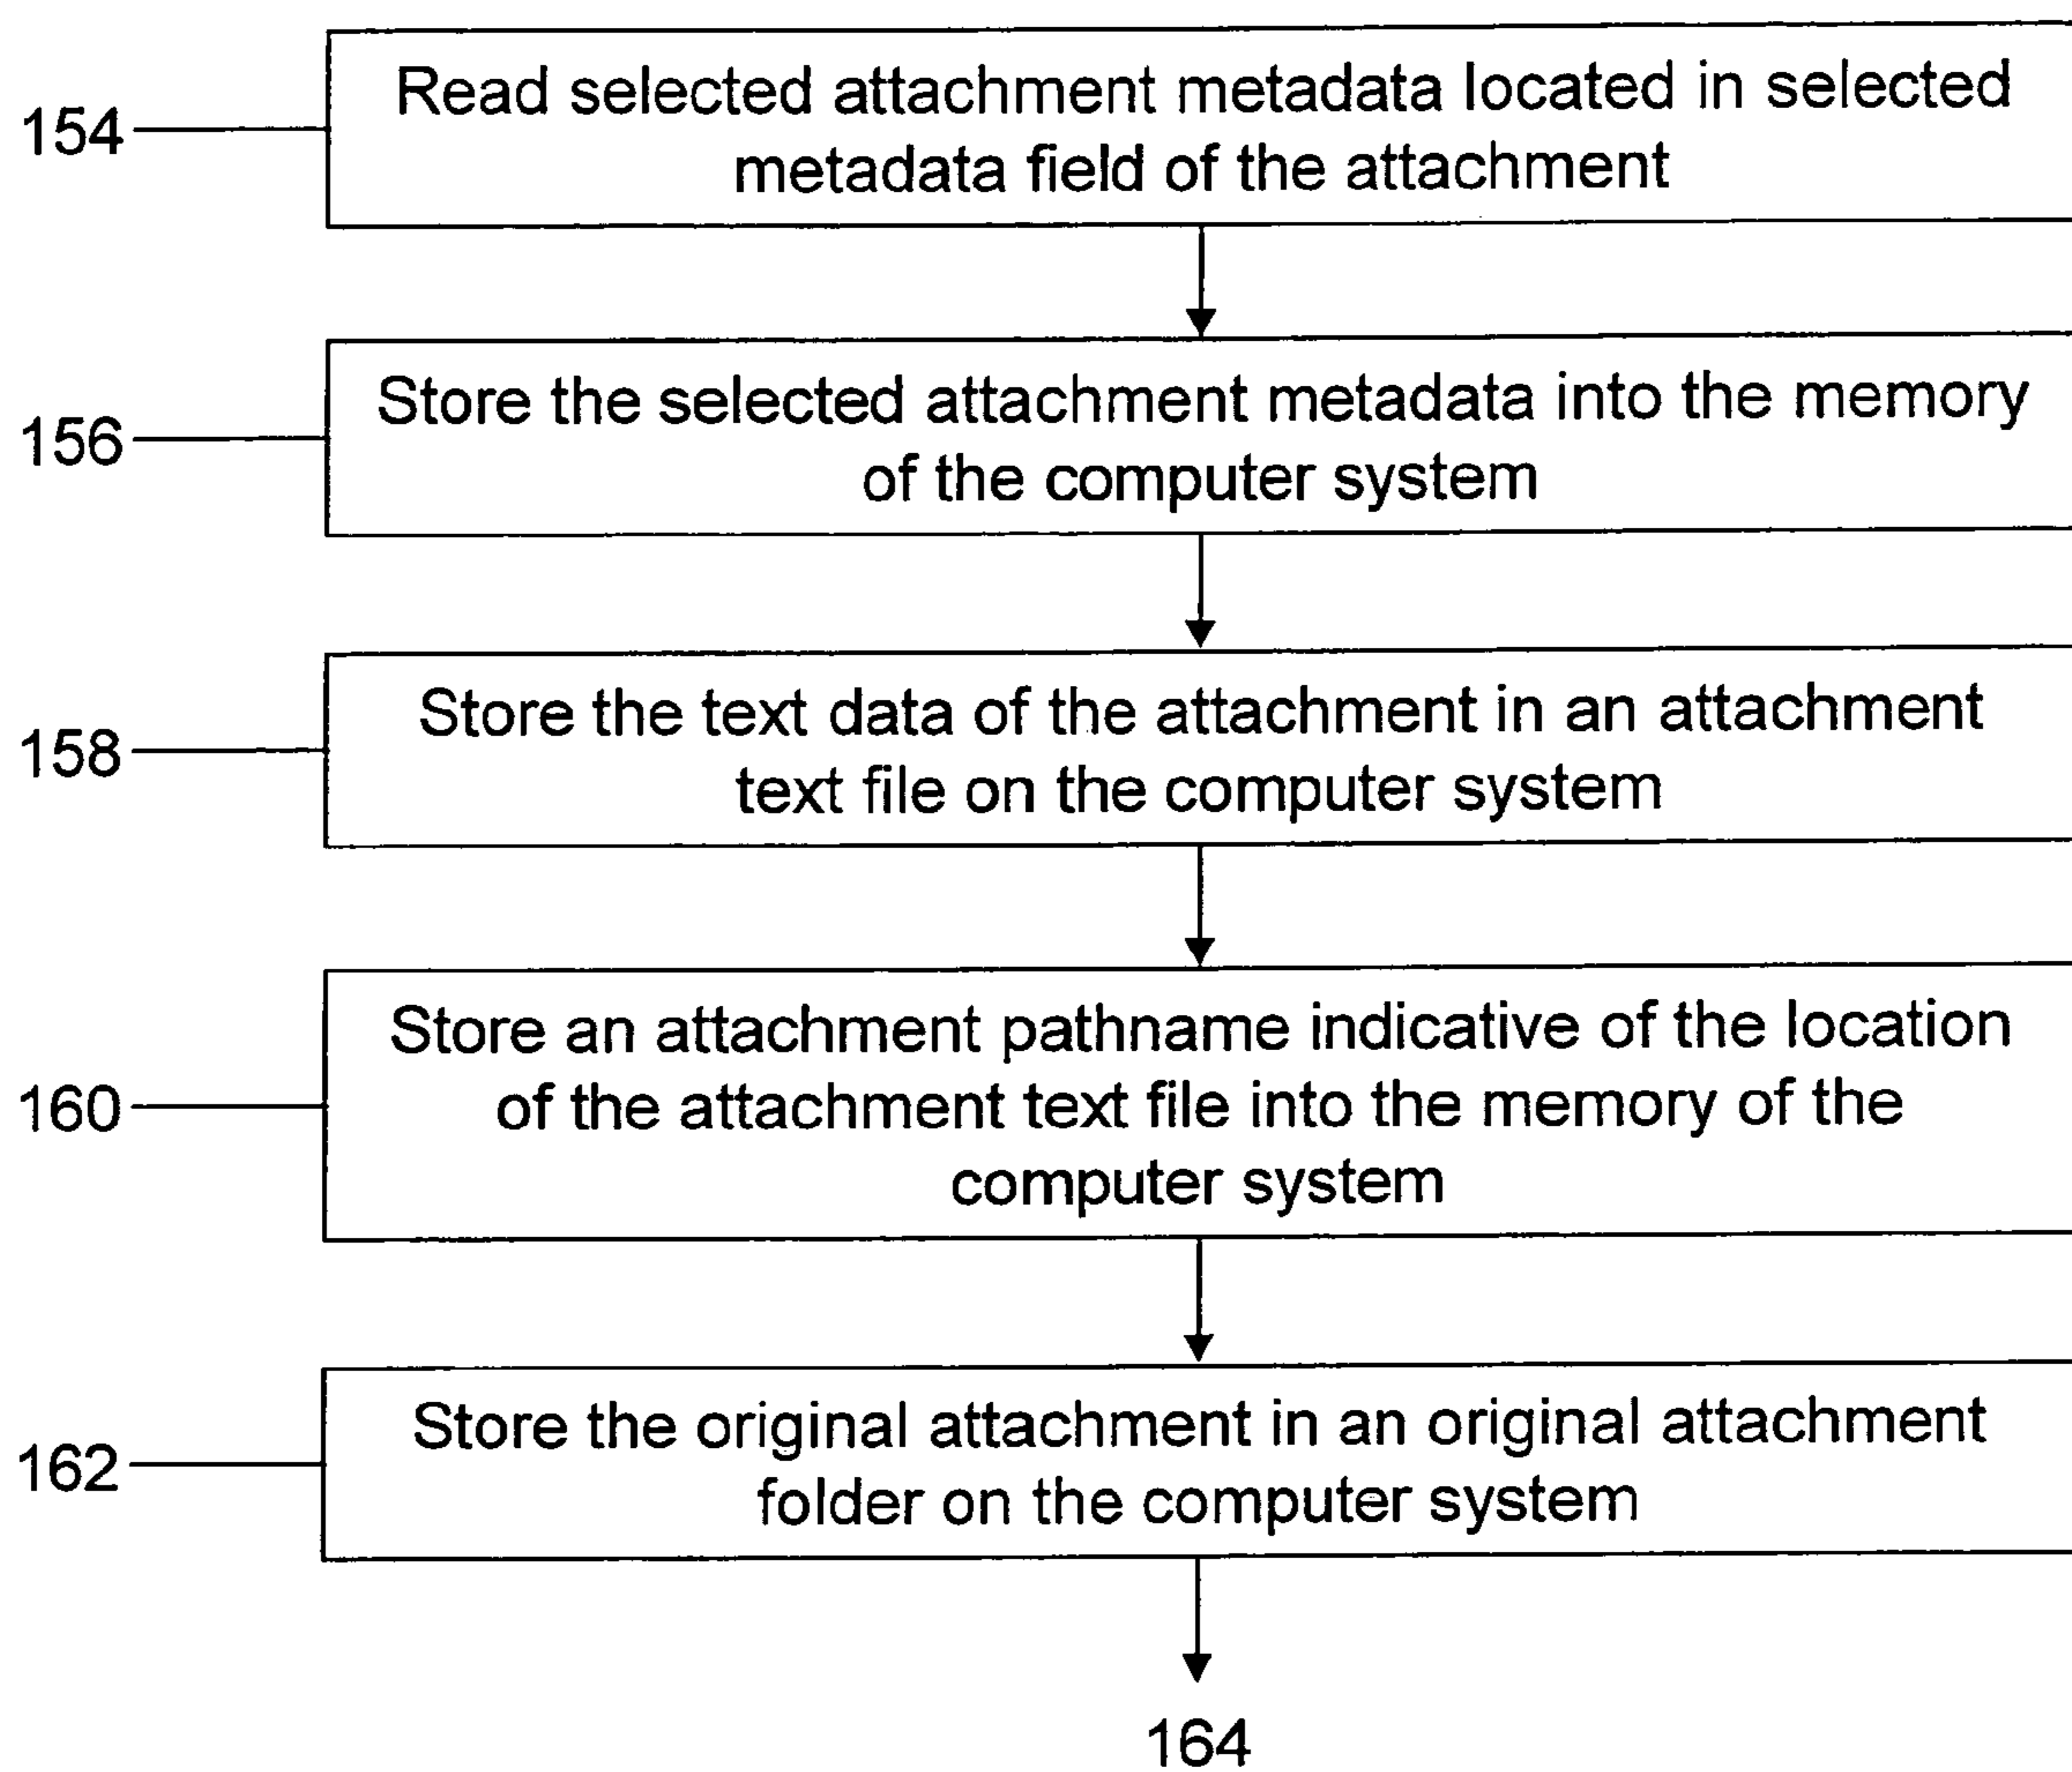 154
Read selected attachment metadata located in selected
metadata field of the attachment
156
Store the selected attachment metadata into the memory
of the computer system
158
Store the text data of the attachment in an attachment
text file on the computer system
160
Store an attachment pathname indicative of the location
of the attachment text file into the memory of the
computer system
162
Store the original attachment in an original attachment
folder on the computer system
164